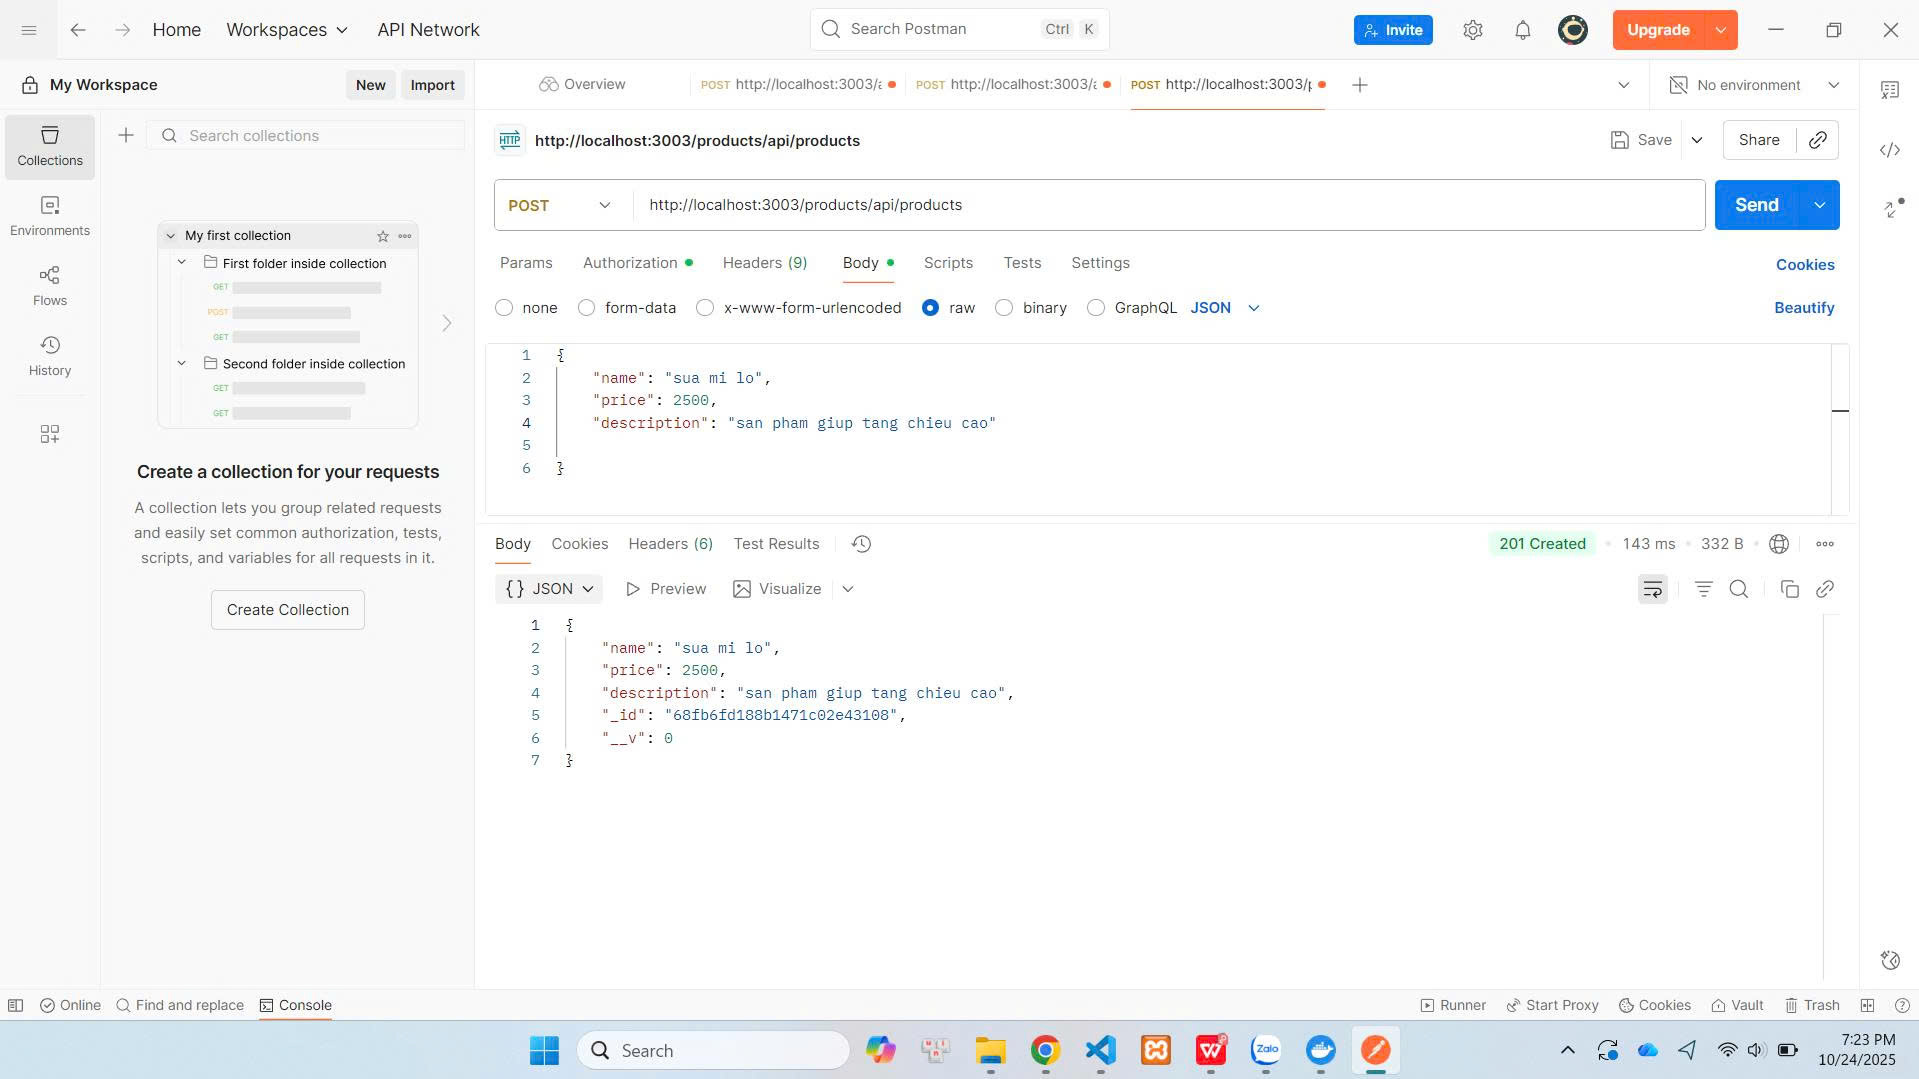 Home
Workspaces
API Network
Search Postman
Ctrl K
Invite
Upgrade
My Workspace
New
Import
Overview
POST http://localhost:3003/
POST http://localhost:3003/
POST http://localhost:3003/p
No environment
Collections
Environments
Flows
History
Search collections
My first collection
First folder inside collection
GET
POST
GET
Second folder inside collection
GET
GET
Create a collection for your requests
A collection lets you group related requests
and easily set common authorization, tests,
scripts, and variables for all requests in it.
Create Collection
HTTP http://localhost:3003/products/api/products
Save
Share
POST
http://localhost:3003/products/api/products
Send
Params Authorization Headers (9) Body Scripts Tests Settings
Cookies
none form-data x-www-form-urlencoded raw binary GraphQL JSON
Beautify
1 {
2 "name": "sua mi lo",
3 "price": 2500,
4 "description": "san pham giup tang chieu cao"
5
6 }
Body Cookies Headers (6) Test Results
201 Created 143 ms 332 B
{} JSON Preview Visualize
1 {
2 "name": "sua mi lo",
3 "price": 2500,
4 "description": "san pham giup tang chieu cao",
5 "_id": "68fb6fd188b1471c02e43108",
6 "__v": 0
7 }
Online Find and replace Console
Runner Start Proxy Cookies Vault Trash
Search
Zalo
7:23 PM
10/24/2025